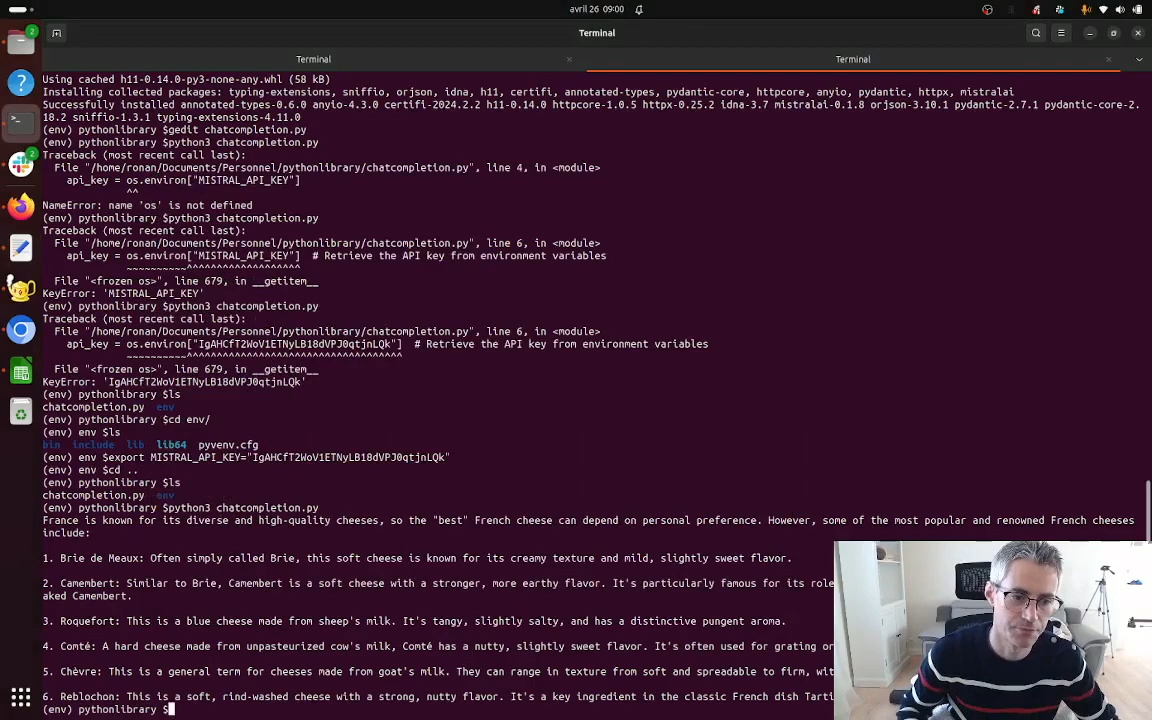 avril 26 09:00
Terminal
Terminal
Terminal
Using cached h11-0.14.0-py3-none-any.whl (58 kB)
Installing collected packages: typing-extensions, sniffio, orjson, idna, h11, certifi, annotated-types, pydantic-core, httpcore, anyio, pydantic, httpx, mistralai
Successfully installed annotated-types-0.6.0 anyio-4.3.0 certifi-2024.2.2 h11-0.14.0 httpcore-1.0.5 httpx-0.25.2 idna-3.7 mistralai-0.1.8 orjson-3.10.1 pydantic-2.7.1 pydantic-core-2.
18.2 sniffio-1.3.1 typing-extensions-4.11.0
(env) pythonlibrary $gedit chatcompletion.py
(env) pythonlibrary $python3 chatcompletion.py
Traceback (most recent call last):
  File "/home/ronan/Documents/Personnel/pythonlibrary/chatcompletion.py", line 4, in <module>
    api_key = os.environ["MISTRAL_API_KEY"]
              ^^
NameError: name 'os' is not defined
(env) pythonlibrary $python3 chatcompletion.py
Traceback (most recent call last):
  File "/home/ronan/Documents/Personnel/pythonlibrary/chatcompletion.py", line 6, in <module>
    api_key = os.environ["MISTRAL_API_KEY"]  # Retrieve the API key from environment variables
              ~~~~~~~~~~^^^^^^^^^^^^^^^^^^^
  File "<frozen os>", line 679, in __getitem__
KeyError: 'MISTRAL_API_KEY'
(env) pythonlibrary $python3 chatcompletion.py
Traceback (most recent call last):
  File "/home/ronan/Documents/Personnel/pythonlibrary/chatcompletion.py", line 6, in <module>
    api_key = os.environ["IgAHCfT2WoV1ETNyLB18dVPJ0qtjnLQk"]  # Retrieve the API key from environment variables
              ~~~~~~~~~~^^^^^^^^^^^^^^^^^^^^^^^^^^^^^^^^^^^^
  File "<frozen os>", line 679, in __getitem__
KeyError: 'IgAHCfT2WoV1ETNyLB18dVPJ0qtjnLQk'
(env) pythonlibrary $ls
chatcompletion.py  env
(env) pythonlibrary $cd env/
(env) env $ls
bin  include  lib  lib64  pyvenv.cfg
(env) env $export MISTRAL_API_KEY="IgAHCfT2WoV1ETNyLB18dVPJ0qtjnLQk"
(env) env $cd ..
(env) pythonlibrary $ls
chatcompletion.py  env
(env) pythonlibrary $python3 chatcompletion.py
France is known for its diverse and high-quality cheeses, so the "best" French cheese can depend on personal preference. However, some of the most popular and renowned French cheeses
include:
1. Brie de Meaux: Often simply called Brie, this soft cheese is known for its creamy texture and mild, slightly sweet flavor.
2. Camembert: Similar to Brie, Camembert is a soft cheese with a stronger, more earthy flavor. It's particularly famous for its role
aked Camembert.
3. Roquefort: This is a blue cheese made from sheep's milk. It's tangy, slightly salty, and has a distinctive pungent aroma.
4. Comté: A hard cheese made from unpasteurized cow's milk, Comté has a nutty, slightly sweet flavor. It's often used for grating or
5. Chèvre: This is a general term for cheeses made from goat's milk. They can range in texture from soft and spreadable to firm, wit
6. Reblochon: This is a soft, rind-washed cheese with a strong, nutty flavor. It's a key ingredient in the classic French dish Tarti
(env) pythonlibrary $